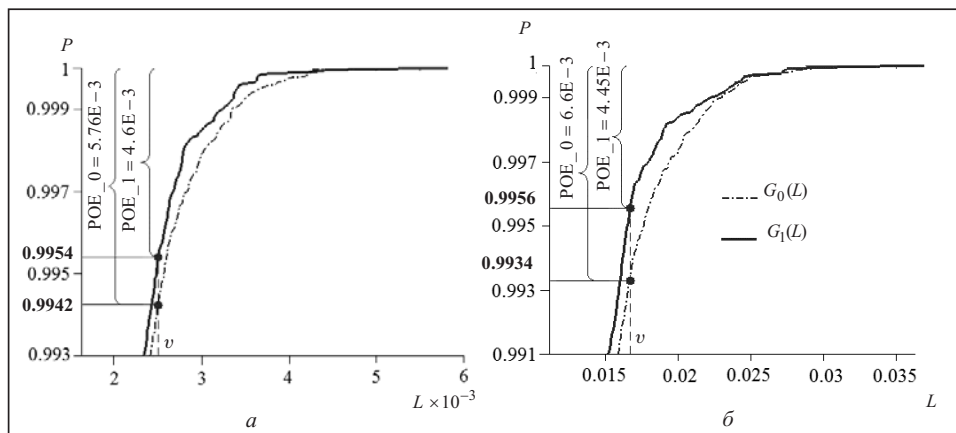 P
1
0.999
0.997
0.9954
0.995
0.9942
0.993
POE_0 = 5.76E−3
POE_1 = 4.6E−3
v
2
3
4
5
6
L × 10⁻³
а
P
1
0.999
0.997
0.9956
0.995
0.9934
0.993
0.991
POE_0 = 6.6E−3
POE_1 = 4.45E−3
G₀(L)
G₁(L)
v
0.015
0.02
0.025
0.03
0.035
L
б